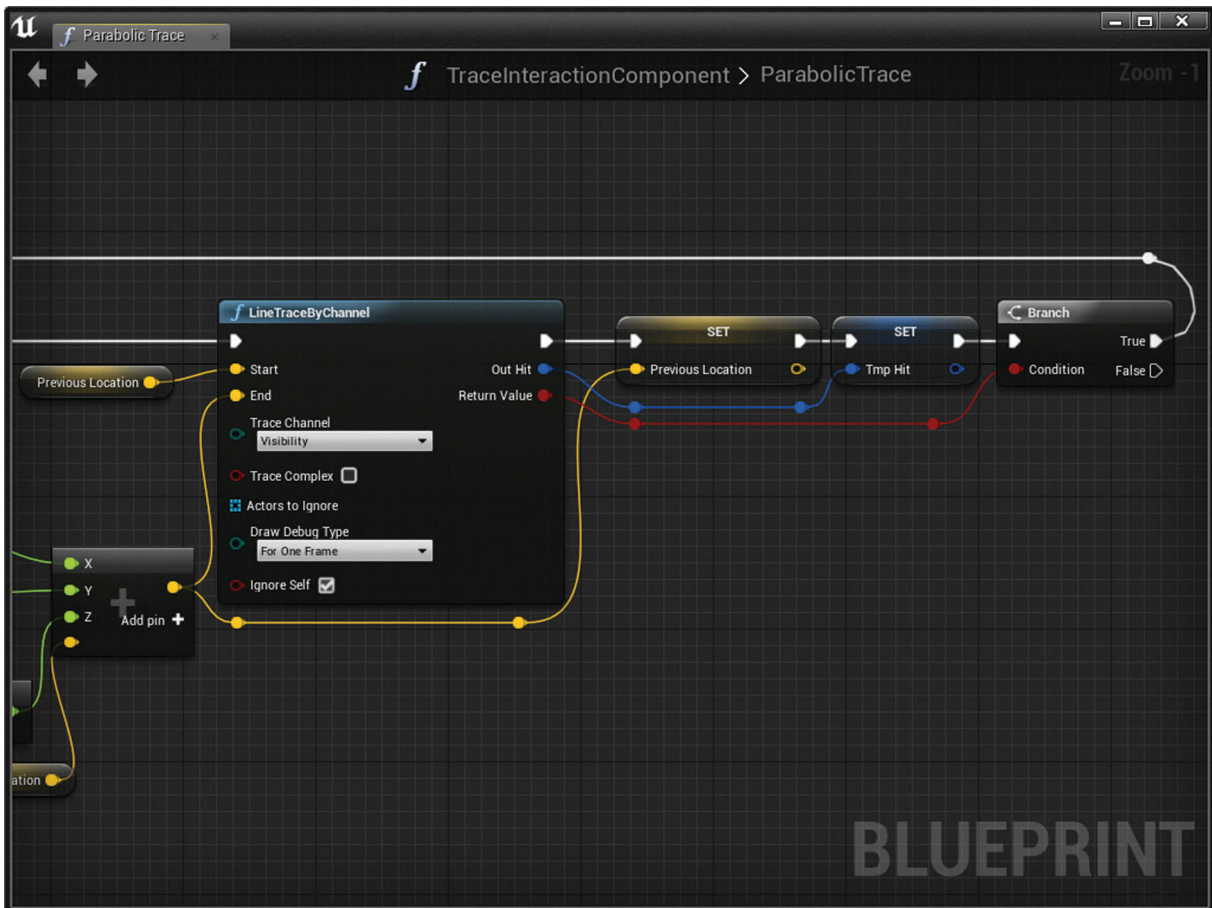 Parabolic Trace
TraceInteractionComponent > ParabolicTrace
Zoom -1
LineTraceByChannel
SET
SET
Branch
True
Previous Location
Start
Out Hit
Previous Location
Tmp Hit
Condition
False
End
Return Value
Trace Channel
Visibility
Trace Complex
Actors to Ignore
Draw Debug Type
For One Frame
Ignore Self
X
Y
Z
Add pin
ation
BLUEPRINT